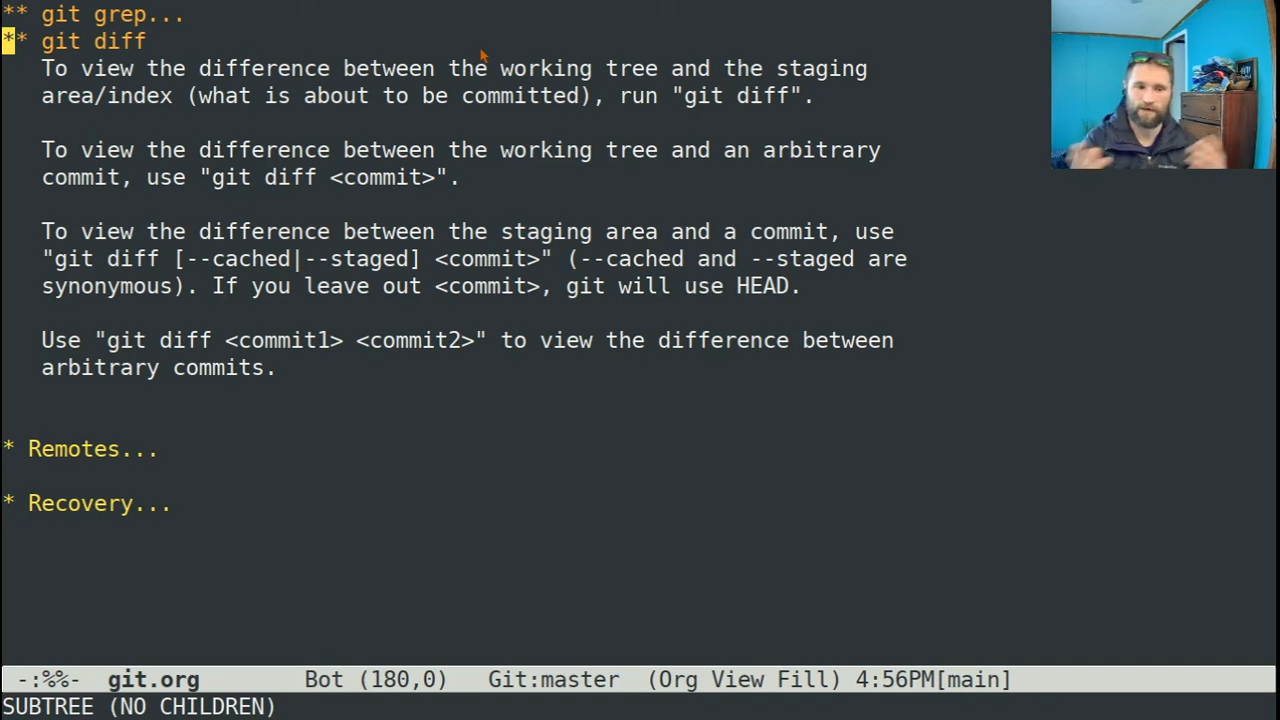 ** git grep...
** git diff
To view the difference between the working tree and the staging
area/index (what is about to be committed), run "git diff".
To view the difference between the working tree and an arbitrary
commit, use "git diff <commit>".
To view the difference between the staging area and a commit, use
"git diff [--cached|--staged] <commit>" (--cached and --staged are
synonymous). If you leave out <commit>, git will use HEAD.
Use "git diff <commit1> <commit2>" to view the difference between
arbitrary commits.
* Remotes...
* Recovery...
-:%%- git.org Bot (180,0) Git:master (Org View Fill) 4:56PM[main]
SUBTREE (NO CHILDREN)